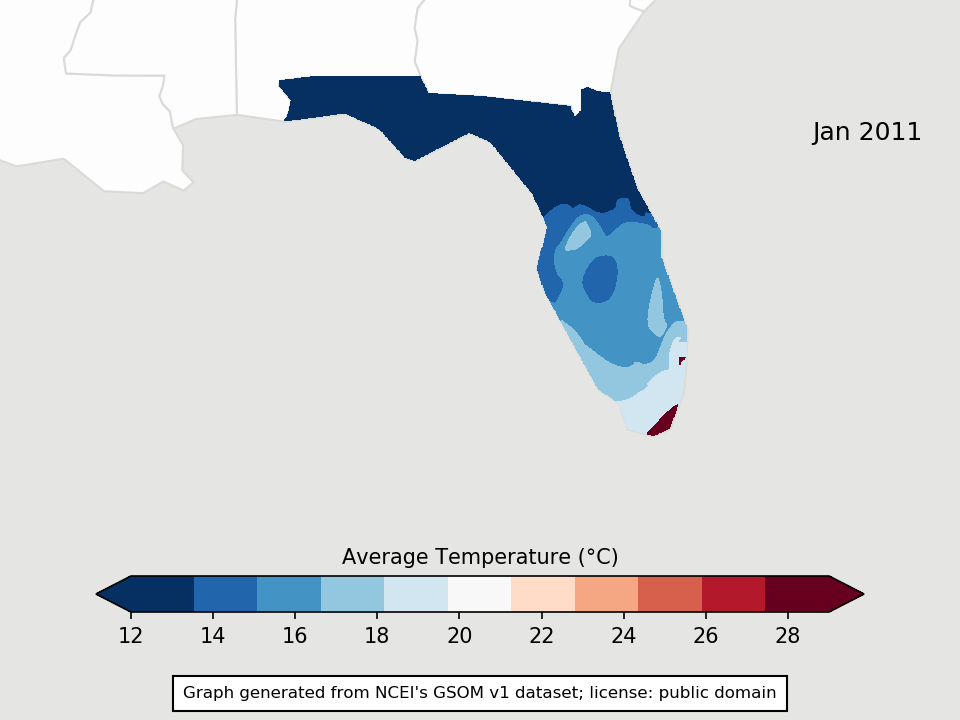 Jan 2011
Average Temperature (°C)
12 14 16 18 20 22 24 26 28
Graph generated from NCEI's GSOM v1 dataset; license: public domain